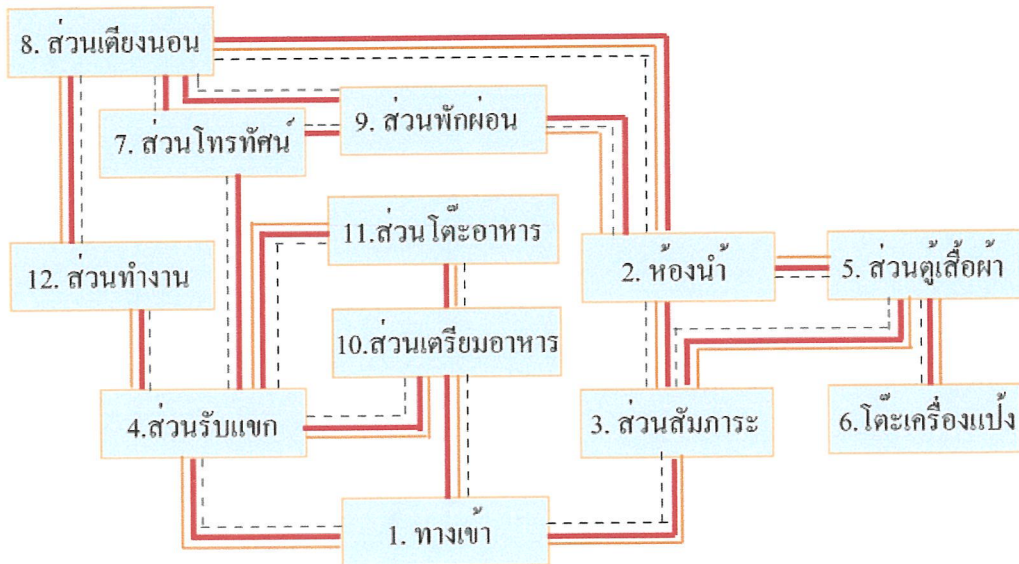 8. ส่วนเตียงนอน
9. ส่วนพักผ่อน
7. ส่วนโทรทัศน์
11.ส่วนโต๊ะอาหาร
12. ส่วนทำงาน
2. ห้องน้ำ
5. ส่วนตู้เสื้อผ้า
10.ส่วนเตรียมอาหาร
4.ส่วนรับแขก
3. ส่วนสัมภาระ
6.โต๊ะเครื่องแป้ง
1. ทางเข้า